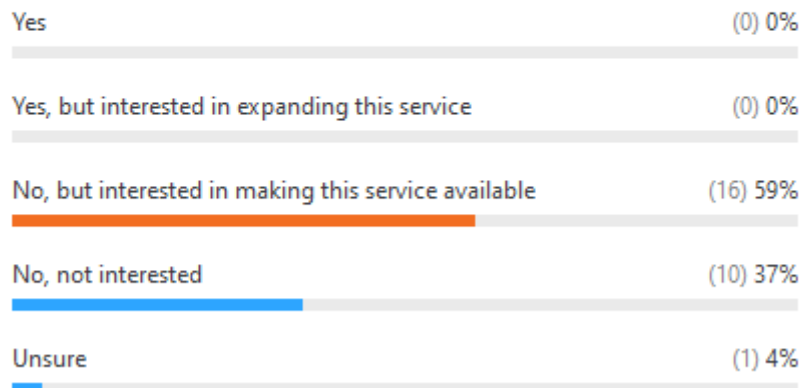 Yes (0) 0%
Yes, but interested in expanding this service (0) 0%
No, but interested in making this service available (16) 59%
No, not interested (10) 37%
Unsure (1) 4%